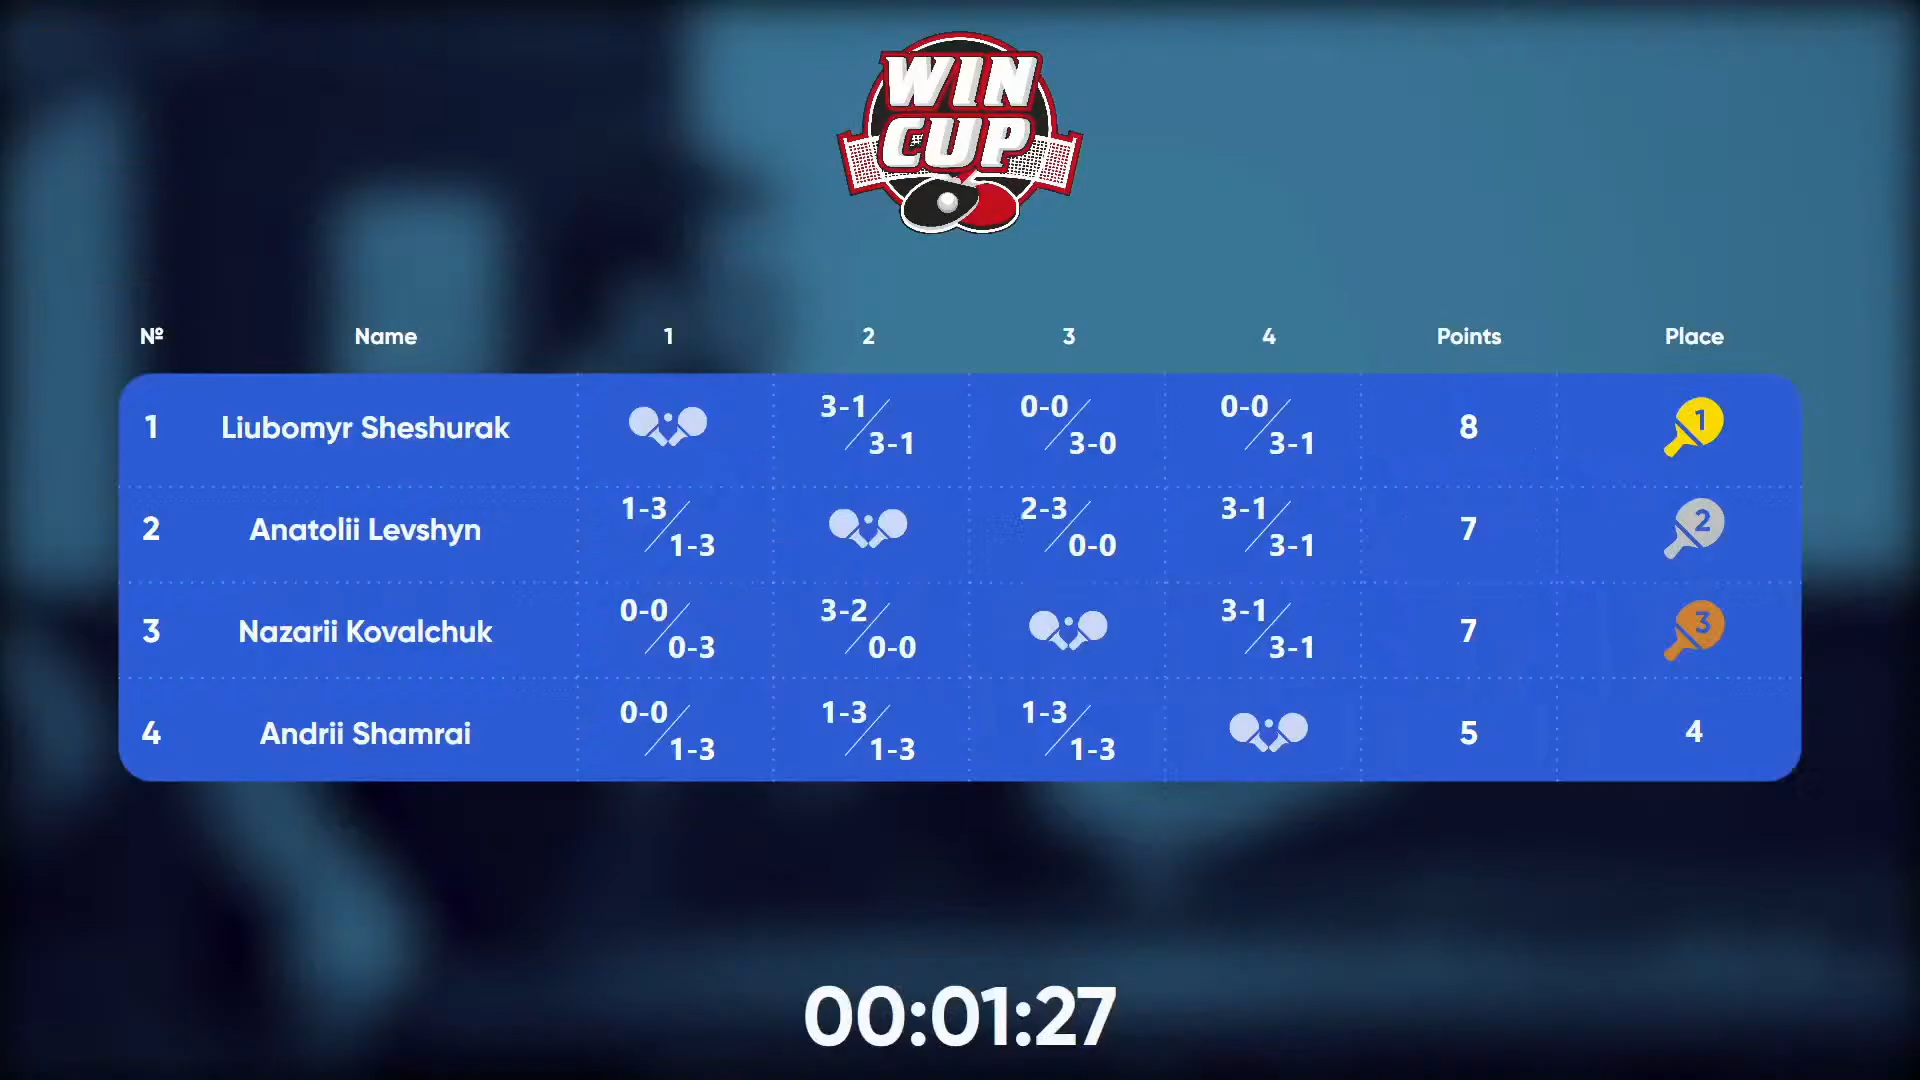 WIN
CUP
Nº Name 1 2 3 4 Points Place
1 Liubomyr Sheshurak 3-1/3-1 0-0/3-0 0-0/3-1 8 1
2 Anatolii Levshyn 1-3/1-3 2-3/0-0 3-1/3-1 7 2
3 Nazarii Kovalchuk 0-0/0-3 3-2/0-0 3-1/3-1 7 3
4 Andrii Shamrai 0-0/1-3 1-3/1-3 1-3/1-3 5 4
00:01:27